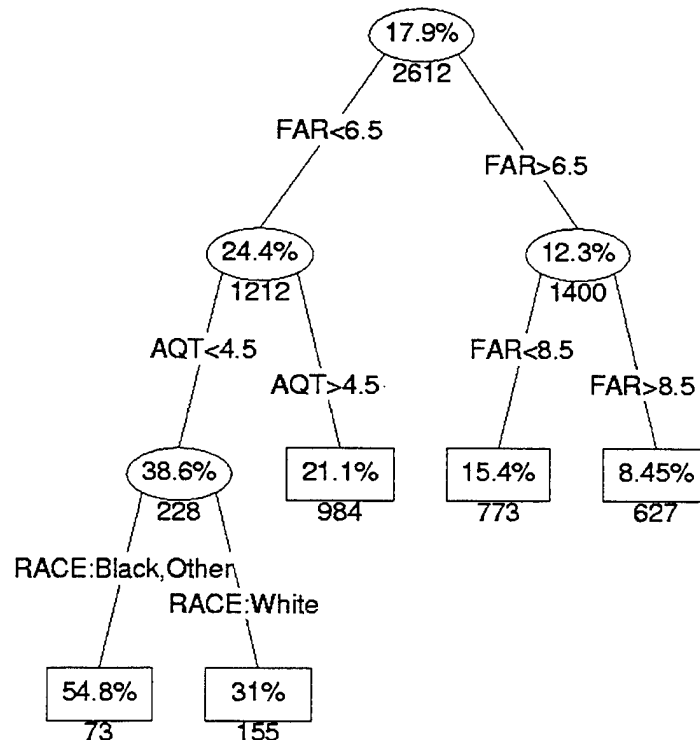 17.9%
2612
FAR<6.5
FAR>6.5
24.4%
1212
12.3%
1400
AQT<4.5
AQT>4.5
FAR<8.5
FAR>8.5
38.6%
228
21.1%
984
15.4%
773
8.45%
627
RACE:Black,Other
RACE:White
54.8%
73
31%
155